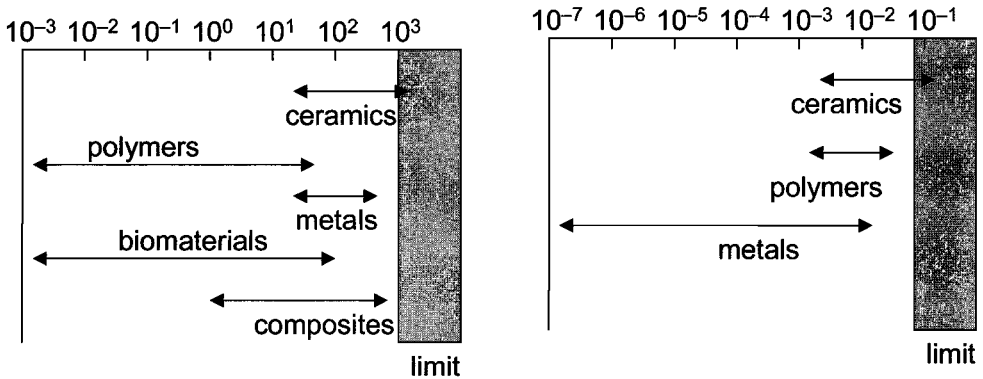 10⁻³ 10⁻² 10⁻¹ 10⁰ 10¹ 10² 10³
ceramics
polymers
metals
biomaterials
composites
limit
10⁻⁷ 10⁻⁶ 10⁻⁵ 10⁻⁴ 10⁻³ 10⁻² 10⁻¹
ceramics
polymers
metals
limit